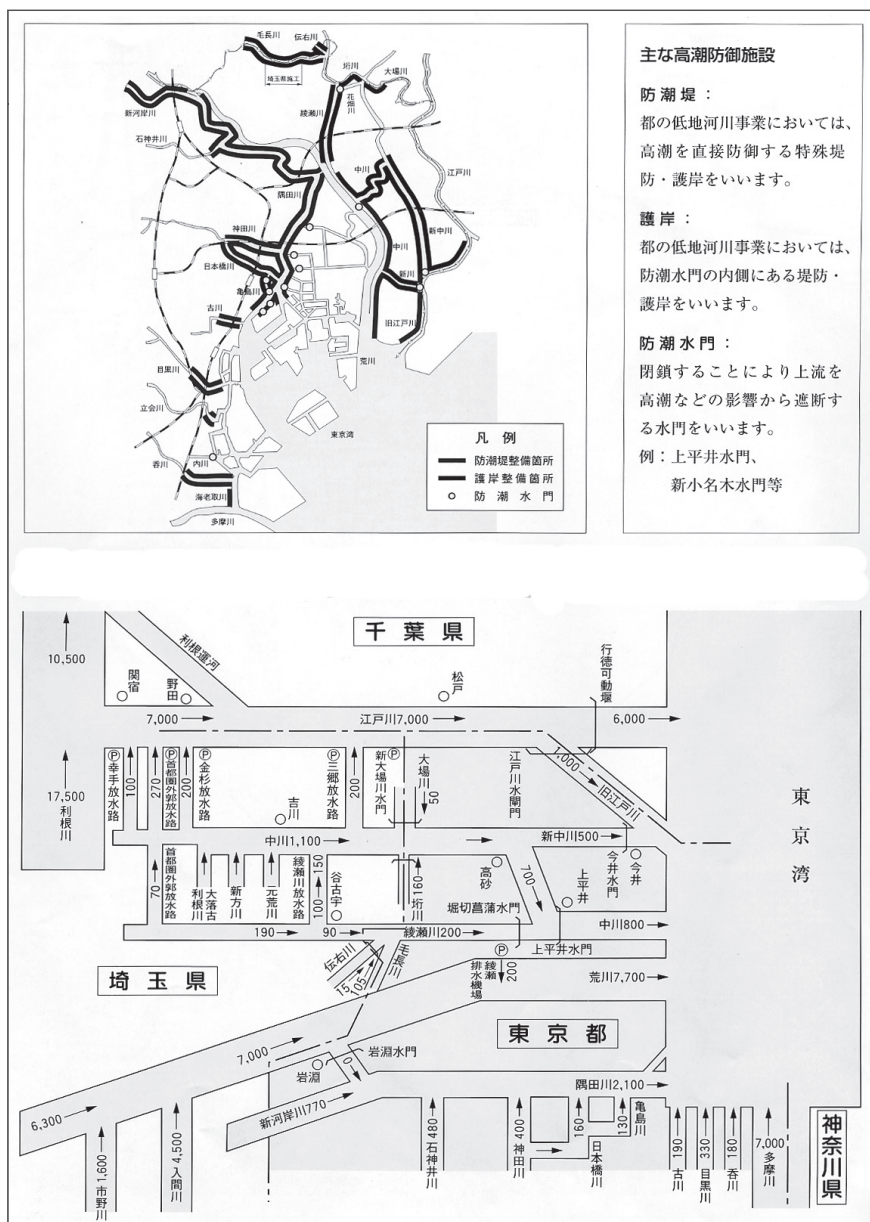 毛長川
伝右川
埼玉県施工
垳川
大場川
花畑川
綾瀬川
新河岸川
石神井川
中川
江戸川
隅田川
神田川
新中川
中川
日本橋川
新川
亀島川
古川
旧江戸川
目黒川
荒川
立会川
東京湾
呑川
内川
海老取川
多摩川
凡例
防潮堤整備箇所
護岸整備箇所
防潮水門
主な高潮防御施設
防潮堤:
都の低地河川事業においては、
高潮を直接防御する特殊堤
防・護岸をいいます。
護岸:
都の低地河川事業においては、
防潮水門の内側にある堤防・
護岸をいいます。
防潮水門:
閉鎖することにより上流を
高潮などの影響から遮断す
る水門をいいます。
例:上平井水門、
新小名木水門等
千葉県
利根運河
10,500
関宿
野田
松戸
行徳可動堰
7,000
江戸川7,000
6,000
17,500
利根川
Ⓟ幸手放水路
100
270
Ⓟ首都圏外郭放水路
200
Ⓟ金杉放水路
吉川
Ⓟ三郷放水路
200
新大場川水門Ⓟ
大場川
50
江戸川水閘門
1,000
旧江戸川
東京湾
中川1,100
新中川500
70
首都圏外郭放水路
大落古利根川
新方川
元荒川
綾瀬川放水路
100
150
谷古宇
160
垳川
高砂
700
上平井
今井水門
今井
堀切菖蒲水門
中川800
190
90
綾瀬川200
上平井水門
伝右川
15
105
毛長川
Ⓟ
綾瀬排水機場
200
荒川7,700
埼玉県
東京都
7,000
岩淵水門
岩淵
0
隅田川2,100
6,300
新河岸川770
1,600
市野川
4,500
入間川
480
石神井川
400
神田川
160
日本橋川
130
亀島川
190
古川
330
目黒川
180
呑川
7,000
多摩川
神奈川県